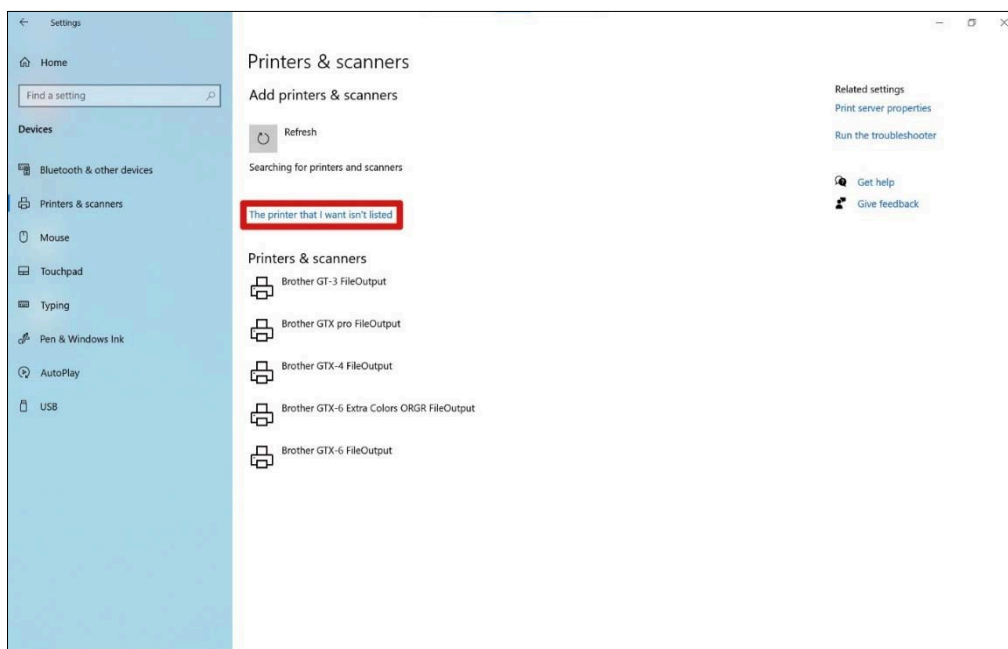 Settings
Home
Find a setting
Devices
Bluetooth & other devices
Printers & scanners
Mouse
Touchpad
Typing
Pen & Windows Ink
AutoPlay
USB
Printers & scanners
Add printers & scanners
Refresh
Searching for printers and scanners
The printer that I want isn't listed
Printers & scanners
Brother GT-3 FileOutput
Brother GTX pro FileOutput
Brother GTX-4 FileOutput
Brother GTX-6 Extra Colors ORGR FileOutput
Brother GTX-6 FileOutput
Related settings
Print server properties
Run the troubleshooter
Get help
Give feedback